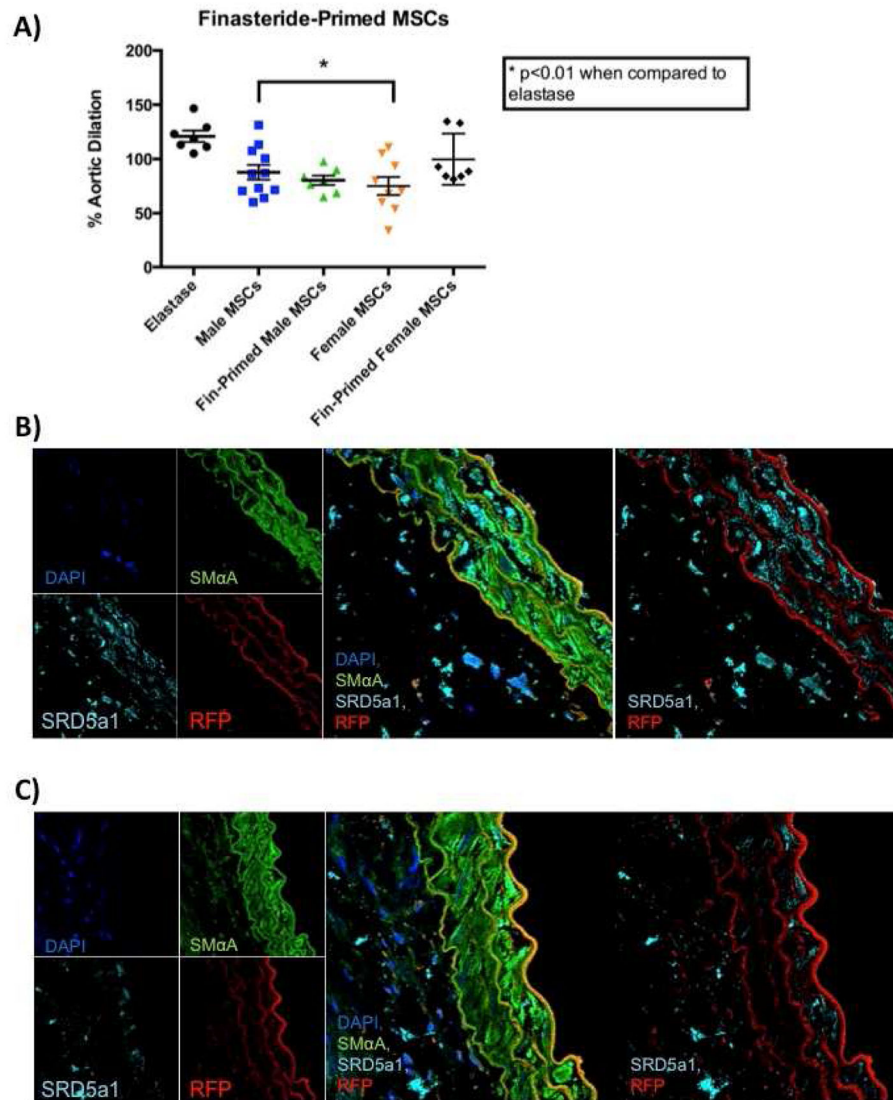 A)
Finasteride-Primed MSCs
200
150
100
50
0
% Aortic Dilation
*
* p<0.01 when compared to
elastase
Elastase
Male MSCs
Fin-Primed Male MSCs
Female MSCs
Fin-Primed Female MSCs
B)
DAPI
SMαA
SRD5a1
RFP
DAPI,
SMαA,
SRD5a1,
RFP
SRD5a1,
RFP
C)
DAPI
SMαA
SRD5a1
RFP
DAPI,
SMαA,
SRD5a1,
RFP
SRD5a1,
RFP